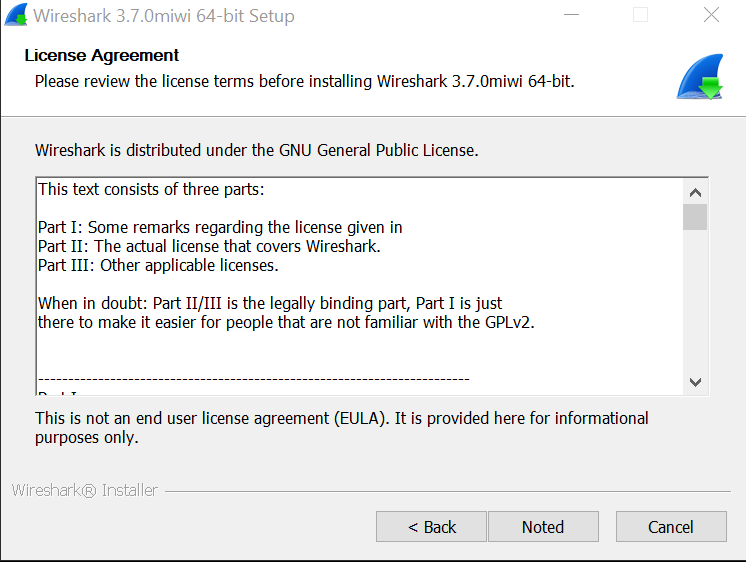 Wireshark 3.7.0miwi 64-bit Setup
License Agreement
Please review the license terms before installing Wireshark 3.7.0miwi 64-bit.
Wireshark is distributed under the GNU General Public License.
This text consists of three parts:
Part I: Some remarks regarding the license given in
Part II: The actual license that covers Wireshark.
Part III: Other applicable licenses.
When in doubt: Part II/III is the legally binding part, Part I is just
there to make it easier for people that are not familiar with the GPLv2.
------------------------------------------------------------------------
Part I
This is not an end user license agreement (EULA). It is provided here for informational
purposes only.
Wireshark® Installer
< Back
Noted
Cancel